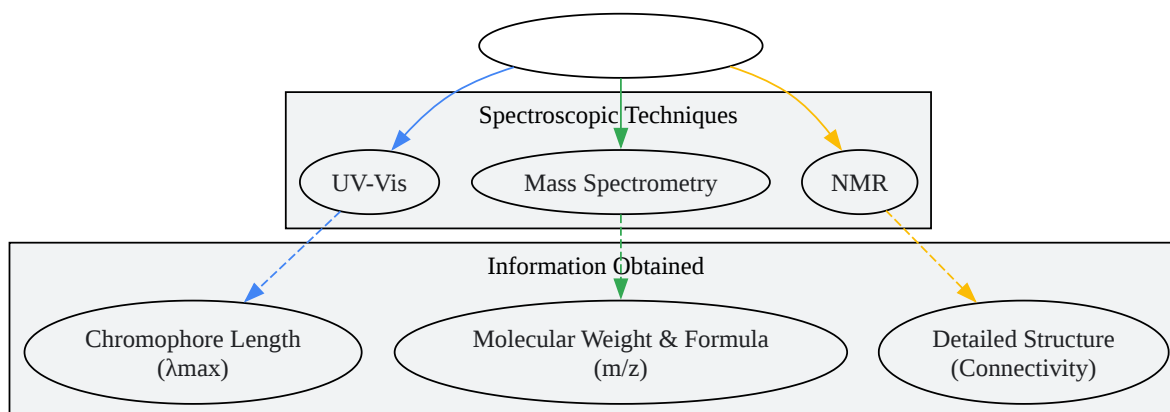 Spectroscopic Techniques
UV-Vis
Mass Spectrometry
NMR
Information Obtained
Chromophore Length
(λmax)
Molecular Weight & Formula
(m/z)
Detailed Structure
(Connectivity)